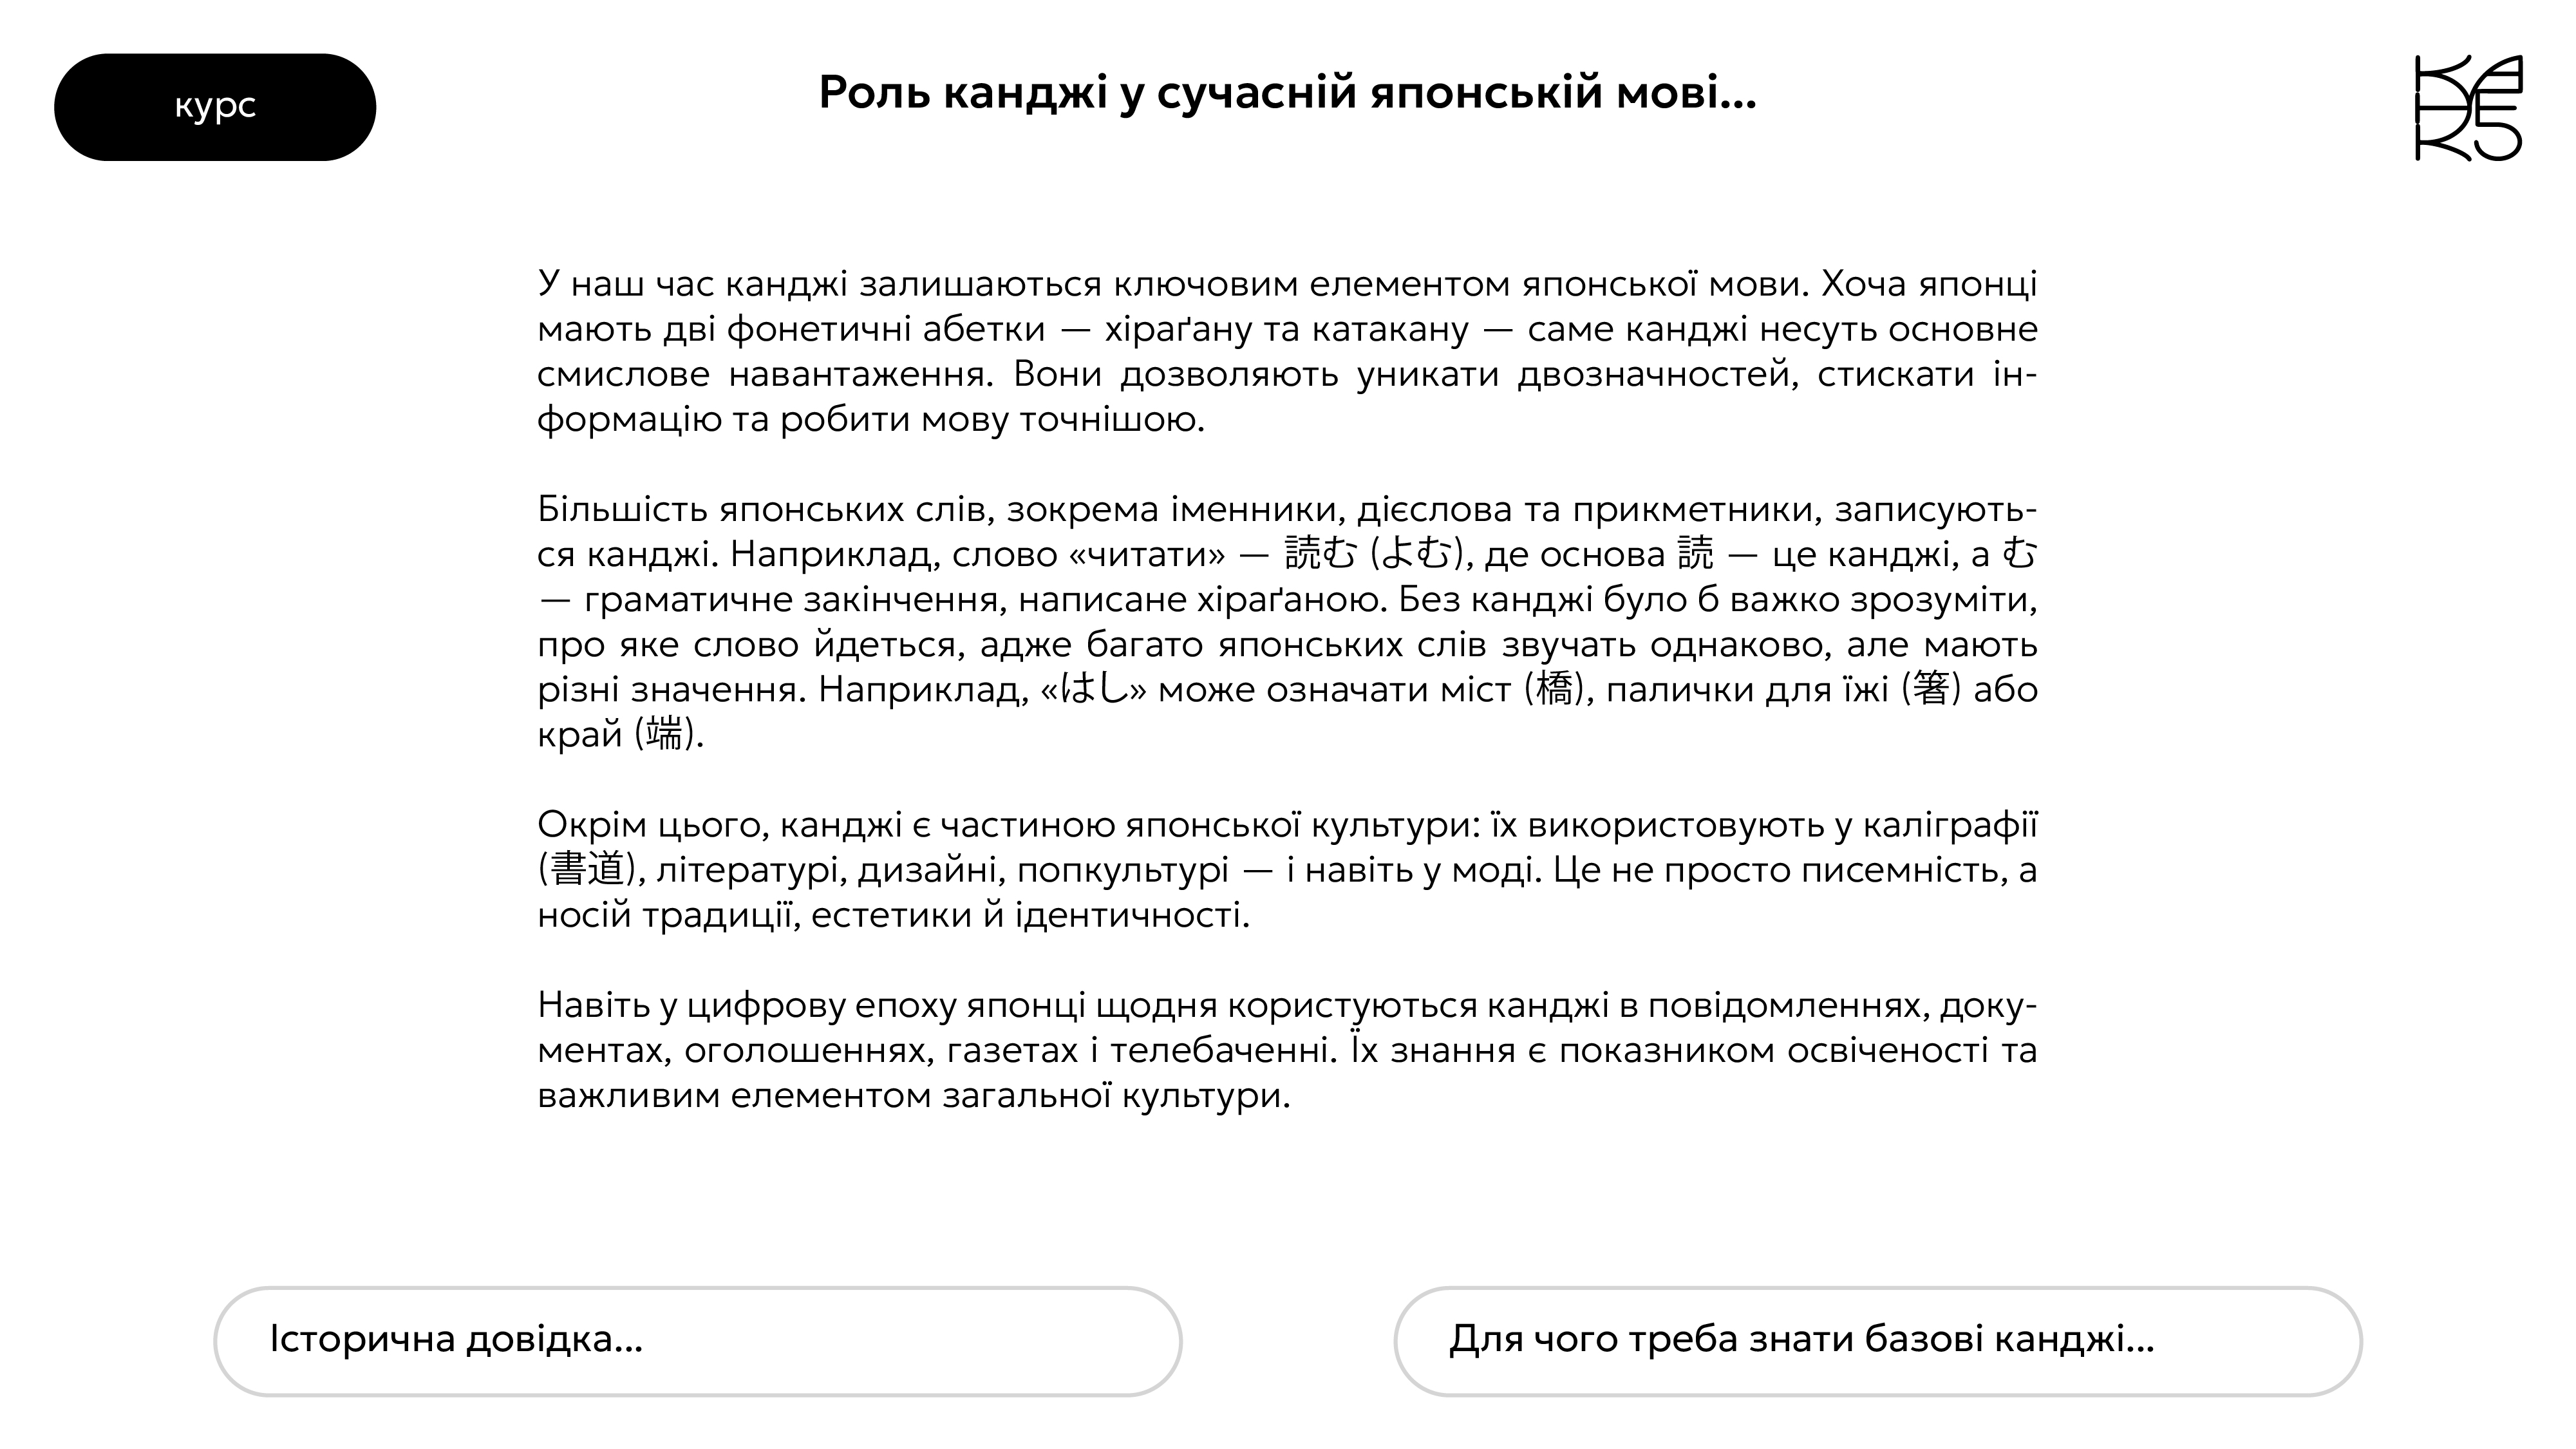 курс
Роль канджі у сучасній японській мові...
У наш час канджі залишаються ключовим елементом японської мови. Хоча японці
мають дві фонетичні абетки — хіраґану та катакану — саме канджі несуть основне
смислове навантаження. Вони дозволяють уникати двозначностей, стискати ін-
формацію та робити мову точнішою.
Більшість японських слів, зокрема іменники, дієслова та прикметники, записують-
ся канджі. Наприклад, слово «читати» — 読む (よむ), де основа 読 — це канджі, а む
— граматичне закінчення, написане хіраґаною. Без канджі було б важко зрозуміти,
про яке слово йдеться, адже багато японських слів звучать однаково, але мають
різні значення. Наприклад, «はし» може означати міст (橋), палички для їжі (箸) або
край (端).
Окрім цього, канджі є частиною японської культури: їх використовують у каліграфії
(書道), літературі, дизайні, попкультурі — і навіть у моді. Це не просто писемність, а
носій традиції, естетики й ідентичності.
Навіть у цифрову епоху японці щодня користуються канджі в повідомленнях, доку-
ментах, оголошеннях, газетах і телебаченні. Їх знання є показником освіченості та
важливим елементом загальної культури.
Історична довідка...
Для чого треба знати базові канджі...